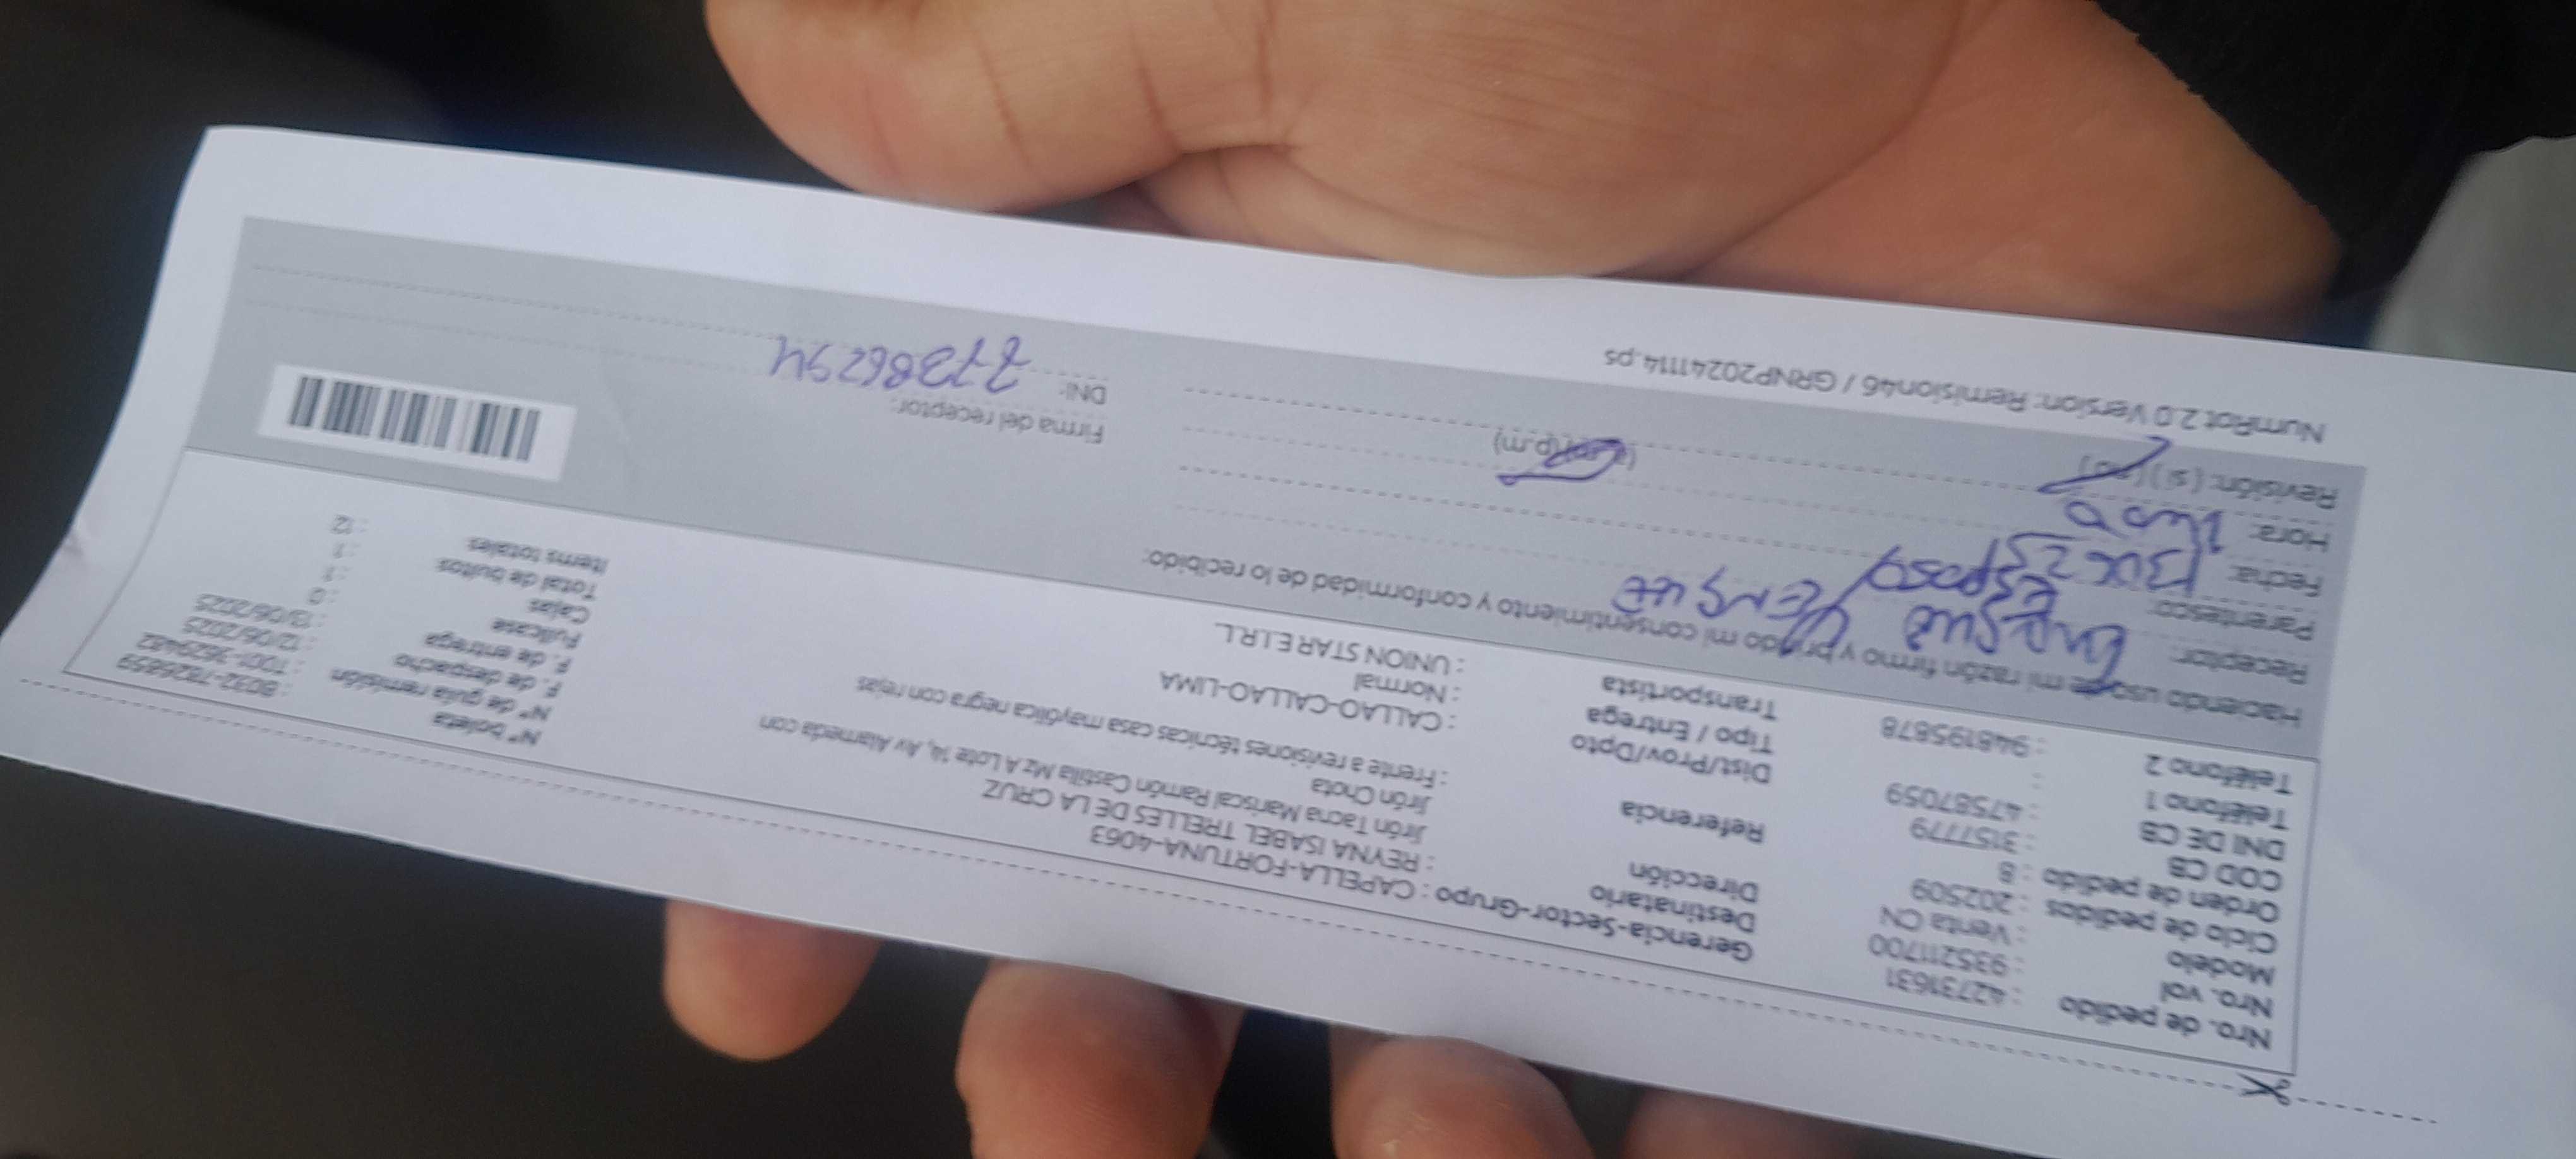 Nro. de pedido : 42731631
Nro. vol : 935211700
Modelo : Venta CN
Ciclo de pedidos : 202509
Orden de pedido : 8
COD CB : 3157779
DNI DE CB : 47587059
Teléfono 1 :
Teléfono 2 : 948195878
Gerencia-Sector-Grupo : CAPELLA-FORTUNA-4063
Destinatario : REYNA ISABEL TRELLES DE LA CRUZ
Dirección Jirón Tacna Mariscal Ramón Castilla Mz A Lote 14, Av Alameda con
Jirón Chota
Referencia : Frente a revisiones técnicas casa mayólica negra con rejas
Dist/Prov/Dpto : CALLAO-CALLAO-LIMA
Tipo / Entrega : Normal
Transportista : UNION STAR E.I.R.L.
N° boleta : B032-7826859
N° de guía remisión : T001-3629482
F. de despacho : 12/06/2025
F. de entrega : 13/06/2025
Fullcase : 0
Cajas : 1
Total de bultos : 1
Items totales : 12
Haciendo uso de mi razón firmo y brindo mi consentimiento y conformidad de lo recibido:
Receptor:
Parentesco: Esposo
Fecha:
Hora:
Revisión: (si)
(p.m)
Firma del receptor:
DNI: 77386294
NumRot 2.0 Version: Remision46 / GRNP20241114.ps